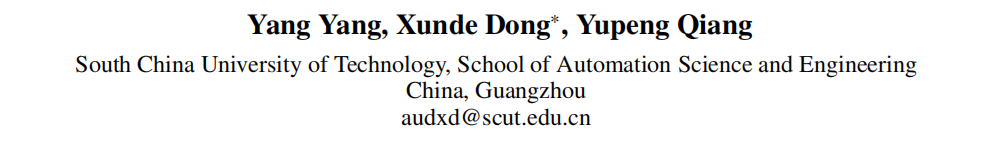 Yang Yang, Xunde Dong*, Yupeng Qiang
South China University of Technology, School of Automation Science and Engineering
China, Guangzhou
audxd@scut.edu.cn